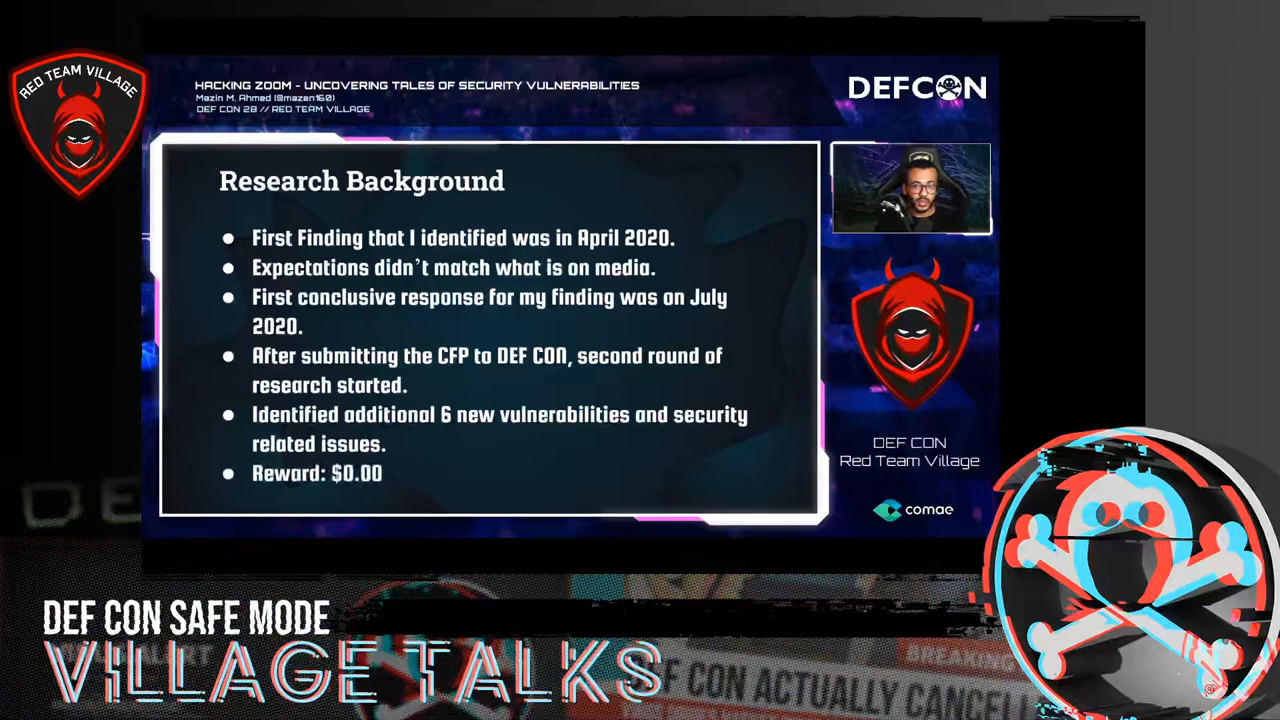 RED TEAM VILLAGE
HACKING ZOOM - UNCOVERING TALES OF SECURITY VULNERABILITIES
Mazin M. Ahmed (@mazen160)
DEF CON 28 // RED TEAM VILLAGE
DEFCON
Research Background
● First Finding that I identified was in April 2020.
● Expectations didn't match what is on media.
● First conclusive response for my finding was on July
2020.
● After submitting the CFP to DEF CON, second round of
research started.
● Identified additional 6 new vulnerabilities and security
related issues.
● Reward: $0.00
DEF CON
Red Team Village
comae
DE
DEF CON SAFE MODE
VILLAGE TALKS
BREAKING
DEF CON ACTUALLY CANCELL